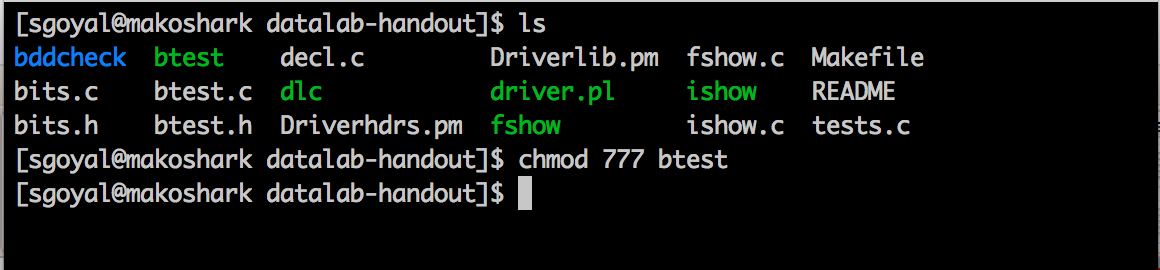 [sgoyal@makoshark datalab-handout]$ ls
bddcheck btest decl.c Driverlib.pm fshow.c Makefile
bits.c btest.c dlc driver.pl ishow README
bits.h btest.h Driverhdrs.pm fshow ishow.c tests.c
[sgoyal@makoshark datalab-handout]$ chmod 777 btest
[sgoyal@makoshark datalab-handout]$